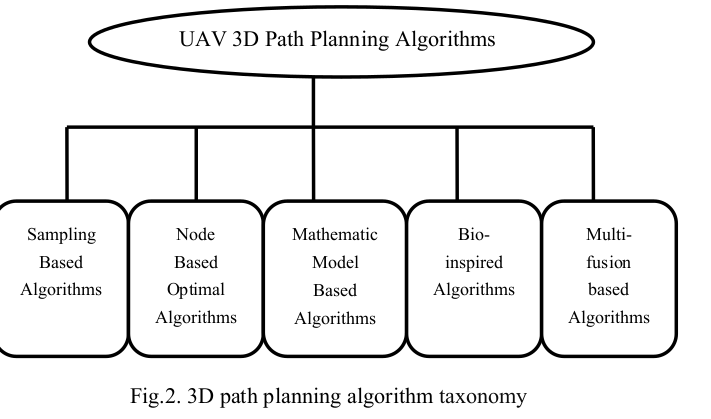 UAV 3D Path Planning Algorithms
Sampling
Based
Algorithms
Node
Based
Optimal
Algorithms
Mathematic
Model
Based
Algorithms
Bio-
inspired
Algorithms
Multi-
fusion
based
Algorithms
Fig.2. 3D path planning algorithm taxonomy